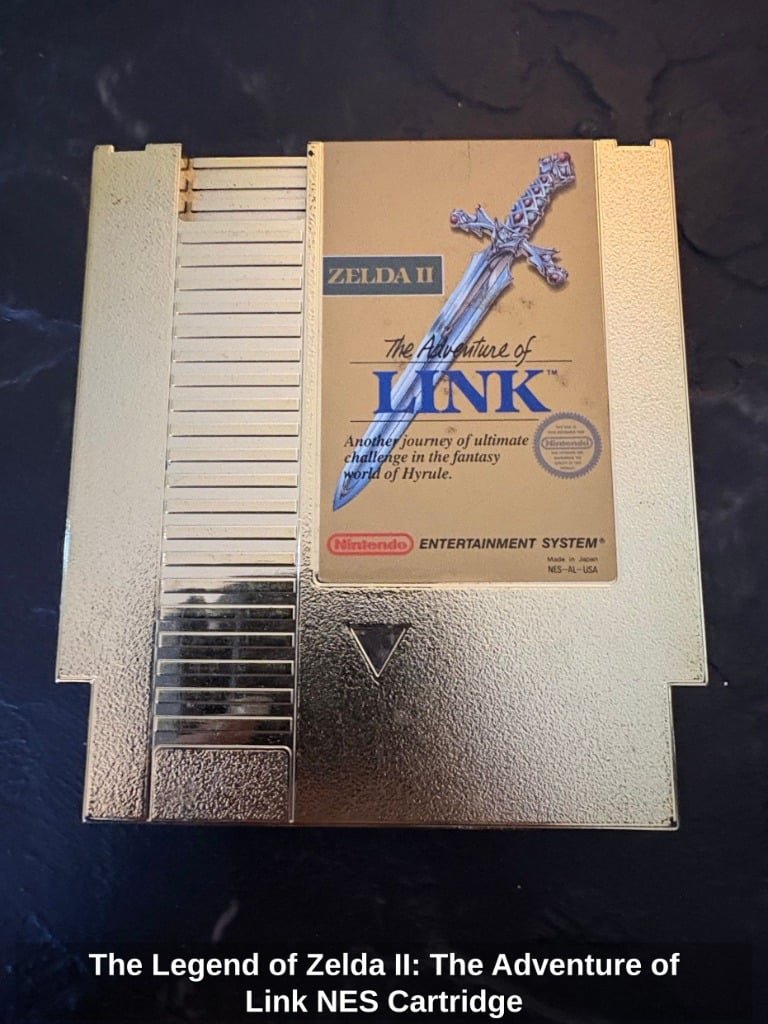 ZELDA II
The Adventure of
LINK™
Another journey of ultimate
challenge in the fantasy
world of Hyrule.
Nintendo
Nintendo ENTERTAINMENT SYSTEM®
Made in Japan
NES-AL-USA
The Legend of Zelda II: The Adventure of
Link NES Cartridge